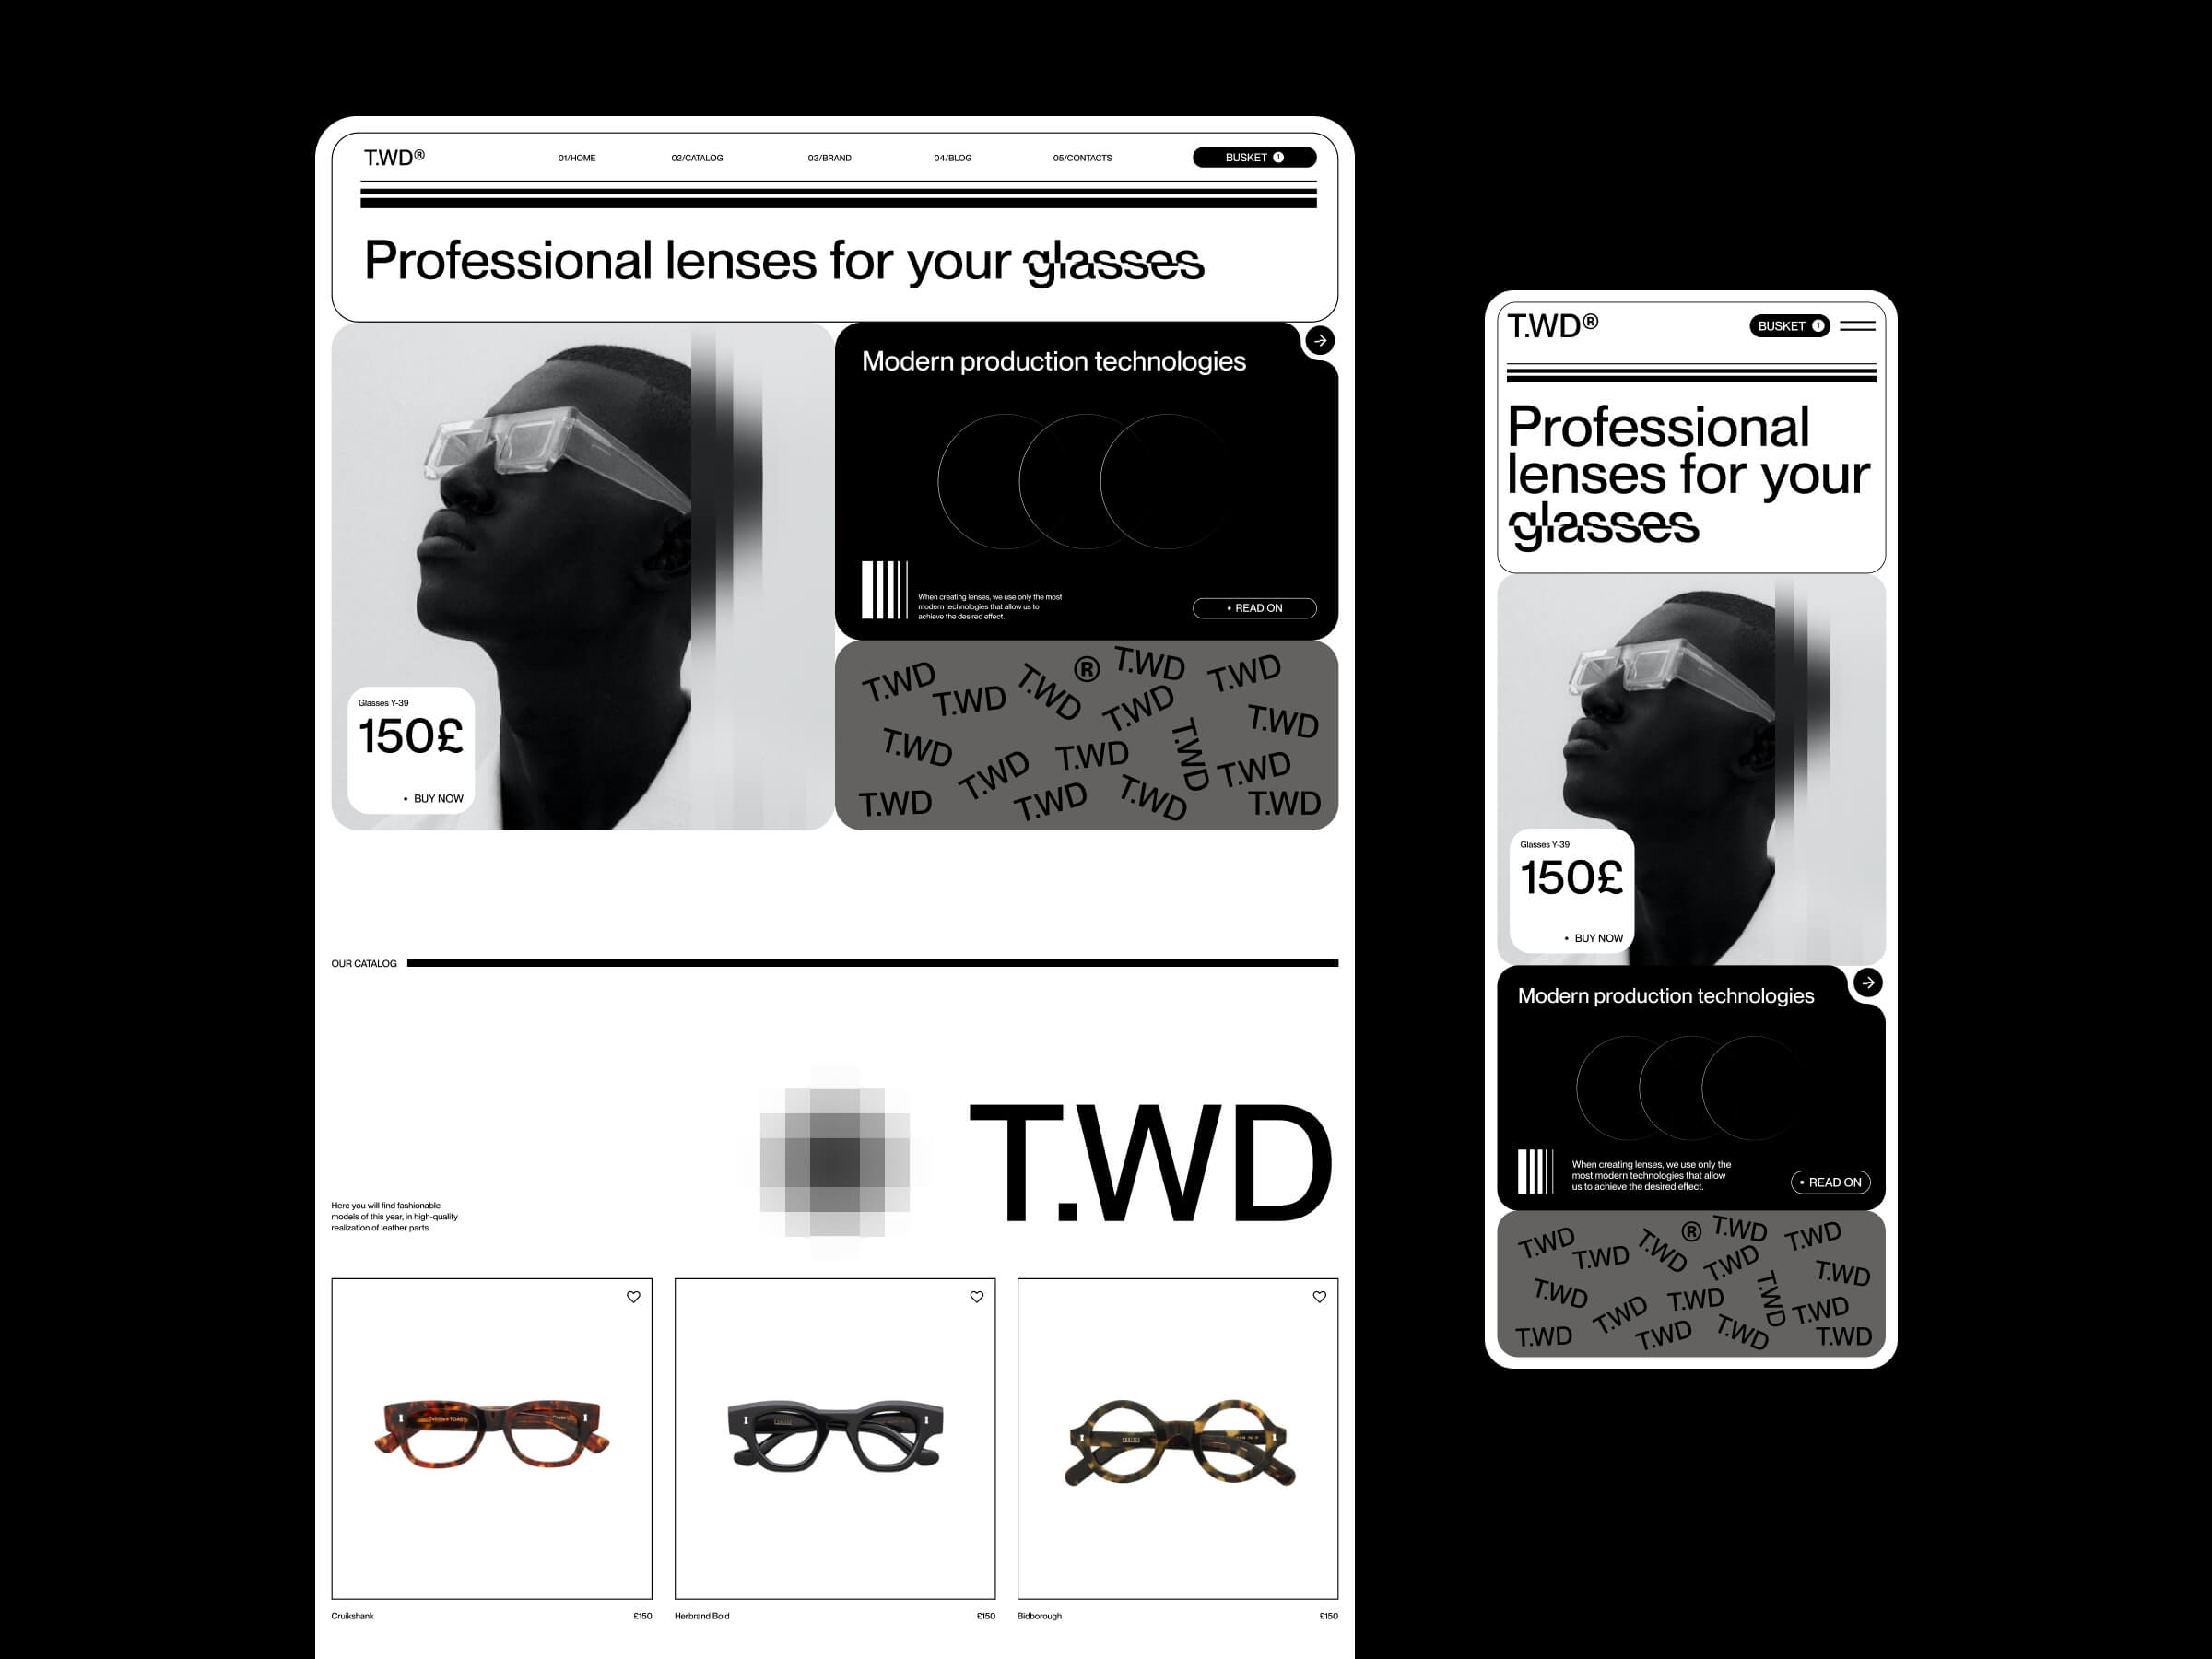 T.WD®
01/HOME
02/CATALOG
03/BRAND
04/BLOG
05/CONTACTS
BUSKET 1
Professional lenses for your glasses
Glasses Y-39
150£
• BUY NOW
Modern production technologies
When creating lenses, we use only the most
modern technologies that allow us to
achieve the desired effect.
• READ ON
T.WD
T.WD
T.WD
®
T.WD
T.WD
T.WD
T.WD
T.WD
T.WD
T.WD
T.WD
T.WD
T.WD
T.WD
T.WD
T.WD
OUR CATALOG
Here you will find fashionable
models of this year, in high-quality
realization of leather parts
T.WD
Cruikshank
£150
Herbrand Bold
£150
Bidborough
£150
T.WD®
BUSKET 1
Professional
lenses for your
glasses
Glasses Y-39
150£
• BUY NOW
Modern production technologies
When creating lenses, we use only the
most modern technologies that allow
us to achieve the desired effect.
• READ ON
T.WD
T.WD
T.WD
®
T.WD
T.WD
T.WD
T.WD
T.WD
T.WD
T.WD
T.WD
T.WD
T.WD
T.WD
T.WD
T.WD